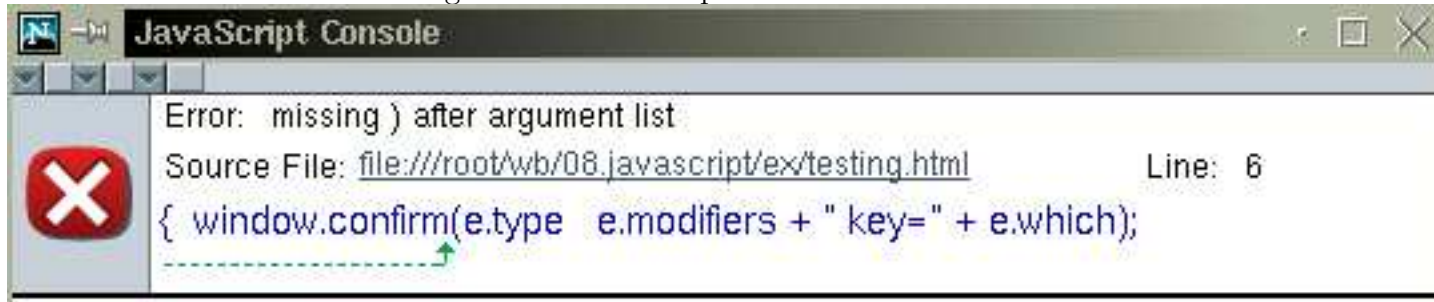 JavaScript Console
Error: missing ) after argument list
Source File: file:///root/wb/08.javascript/ex/testing.html Line: 6
{ window.confirm(e.type e.modifiers + " key=" + e.which);